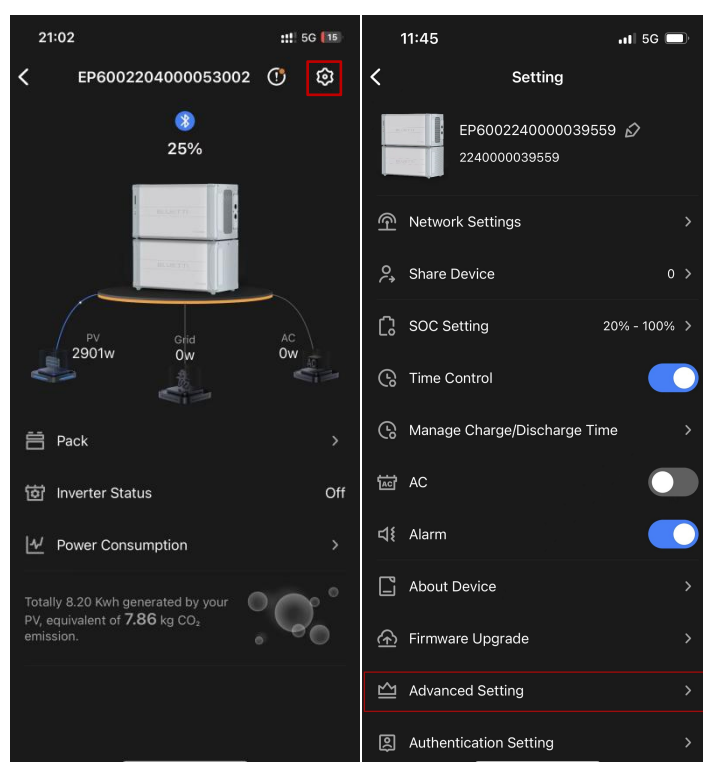 21:02
5G 15
EP6002204000053002
25%
PV
2901w
Grid
0w
AC
0w
Pack
Inverter Status
Off
Power Consumption
Totally 8.20 Kwh generated by your
PV, equivalent of 7.86 kg CO₂
emission.
11:45
5G
Setting
EP6002240000039559
2240000039559
Network Settings
Share Device
0
SOC Setting
20% - 100%
Time Control
Manage Charge/Discharge Time
AC
AC
Alarm
About Device
Firmware Upgrade
Advanced Setting
Authentication Setting